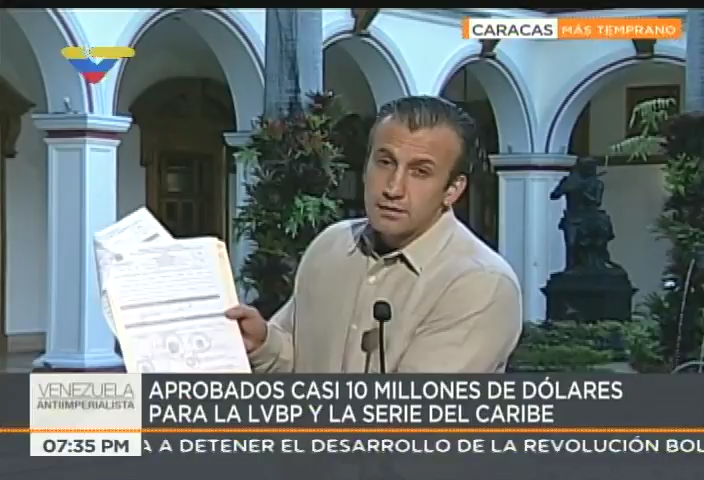 CARACAS MÁS TEMPRANO
VENEZUELA
ANTIIMPERIALISTA
APROBADOS CASI 10 MILLONES DE DÓLARES
PARA LA LVBP Y LA SERIE DEL CARIBE
07:35 PM
A A DETENER EL DESARROLLO DE LA REVOLUCIÓN BOL